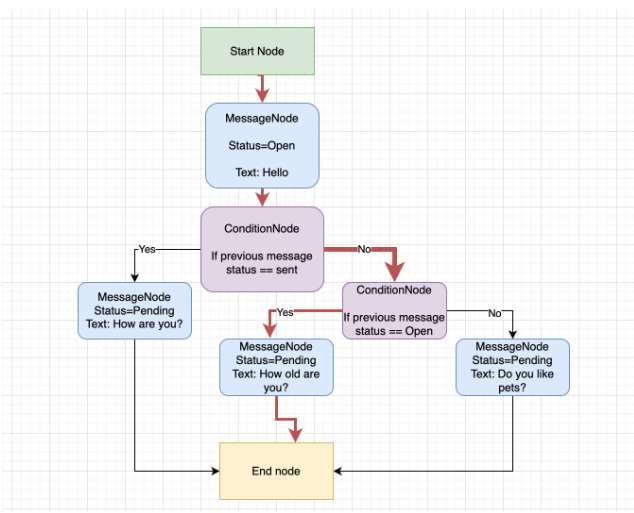 Start Node
MessageNode
Status=Open
Text: Hello
ConditionNode
If previous message
status == sent
Yes
No
MessageNode
Status=Pending
Text: How are you?
ConditionNode
If previous message
status == Open
Yes
No
MessageNode
Status=Pending
Text: How old are
you?
MessageNode
Status=Pending
Text: Do you like
pets?
End node